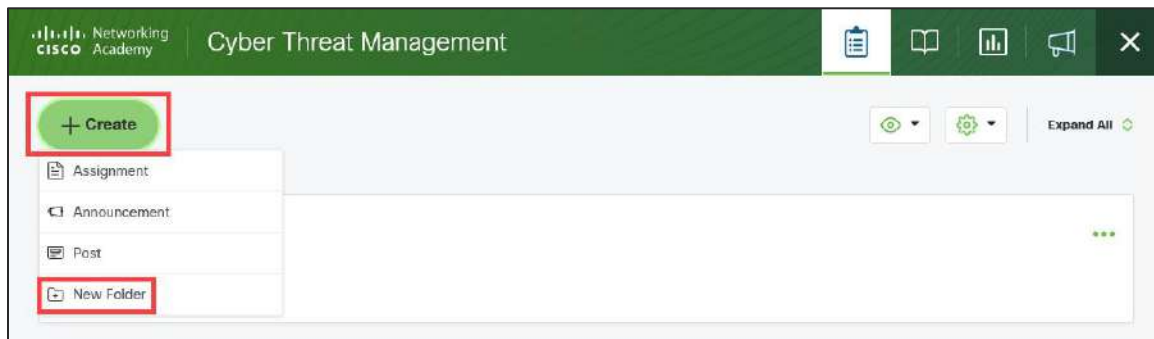 Networking
CISCO Academy
Cyber Threat Management
+ Create
Expand All
Assignment
Announcement
Post
New Folder